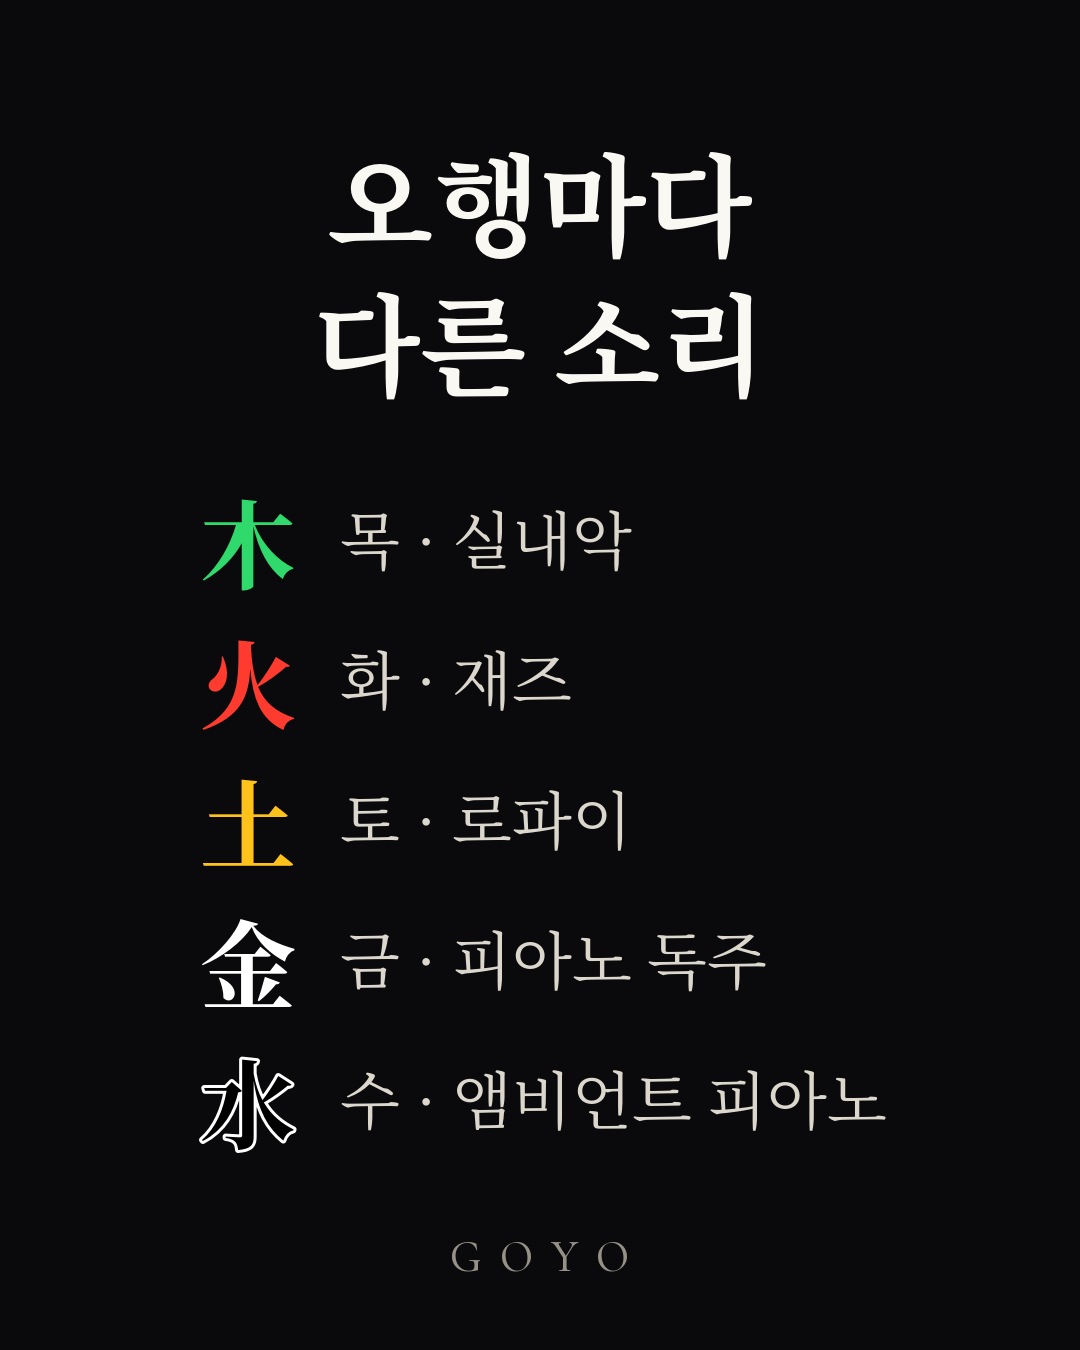 오행마다
다른 소리
木 목 · 실내악
火 화 · 재즈
土 토 · 로파이
金 금 · 피아노 독주
水 수 · 앰비언트 피아노
GOYO